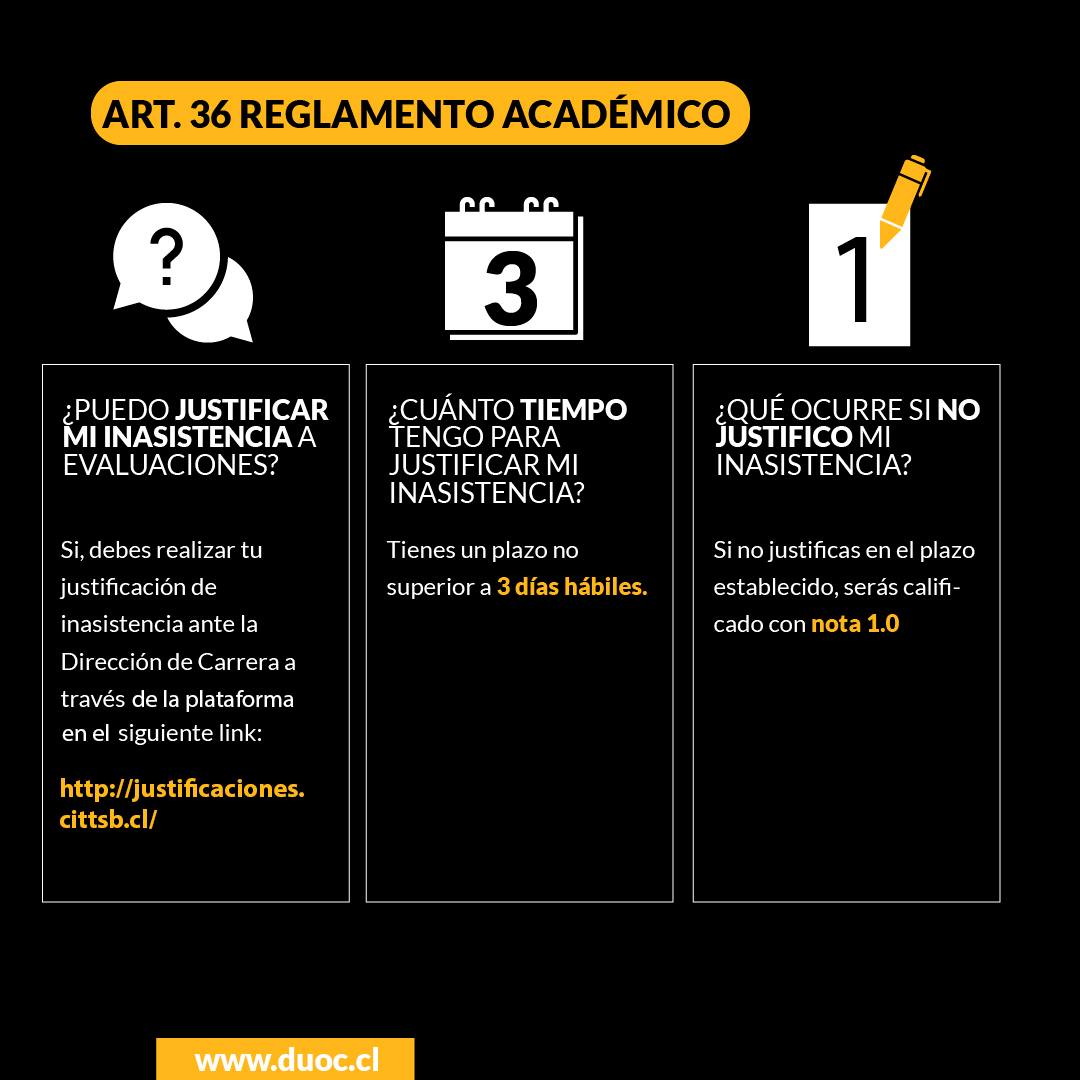 ART. 36 REGLAMENTO ACADÉMICO
?
3
1
¿PUEDO JUSTIFICAR
MI INASISTENCIA A
EVALUACIONES?
Si, debes realizar tu
justificación de
inasistencia ante la
Dirección de Carrera a
través de la plataforma
en el siguiente link:
http://justificaciones.
cittsb.cl/
¿CUÁNTO TIEMPO
TENGO PARA
JUSTIFICAR MI
INASISTENCIA?
Tienes un plazo no
superior a 3 días hábiles.
¿QUÉ OCURRE SI NO
JUSTIFICO MI
INASISTENCIA?
Si no justificas en el plazo
establecido, serás califi-
cado con nota 1.0
www.duoc.cl